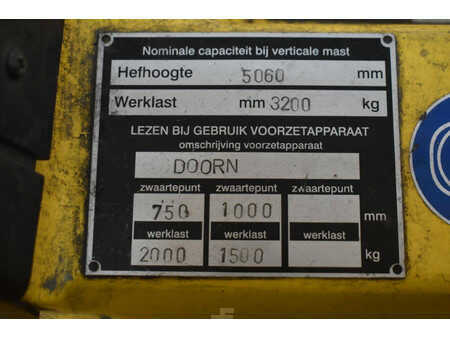 Nominale capaciteit bij verticale mast
Hefhoogte 5060 mm
Werklast mm 3200 kg
LEZEN BIJ GEBRUIK VOORZETAPPARAAT
omschrijving voorzetapparaat
DOORN
zwaartepunt zwaartepunt zwaartepunt
750 1000 mm
werklast werklast werklast
2000 1500 kg